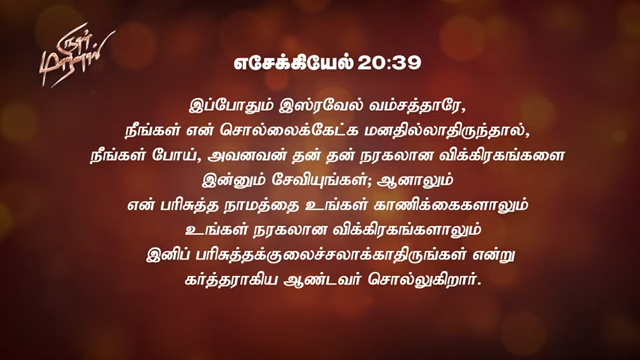 நீர் மாறாதவர்
எசேக்கியேல் 20:39
இப்போதும் இஸ்ரவேல் வம்சத்தாரே,
நீங்கள் என் சொல்லைக்கேட்க மனதில்லாதிருந்தால்,
நீங்கள் போய், அவனவன் தன் தன் நரகலான விக்கிரகங்களை
இன்னும் சேவியுங்கள்; ஆனாலும்
என் பரிசுத்த நாமத்தை உங்கள் காணிக்கைகளாலும்
உங்கள் நரகலான விக்கிரகங்களாலும்
இனிப் பரிசுத்தக்குலைச்சலாக்காதிருங்கள் என்று
கர்த்தராகிய ஆண்டவர் சொல்லுகிறார்.